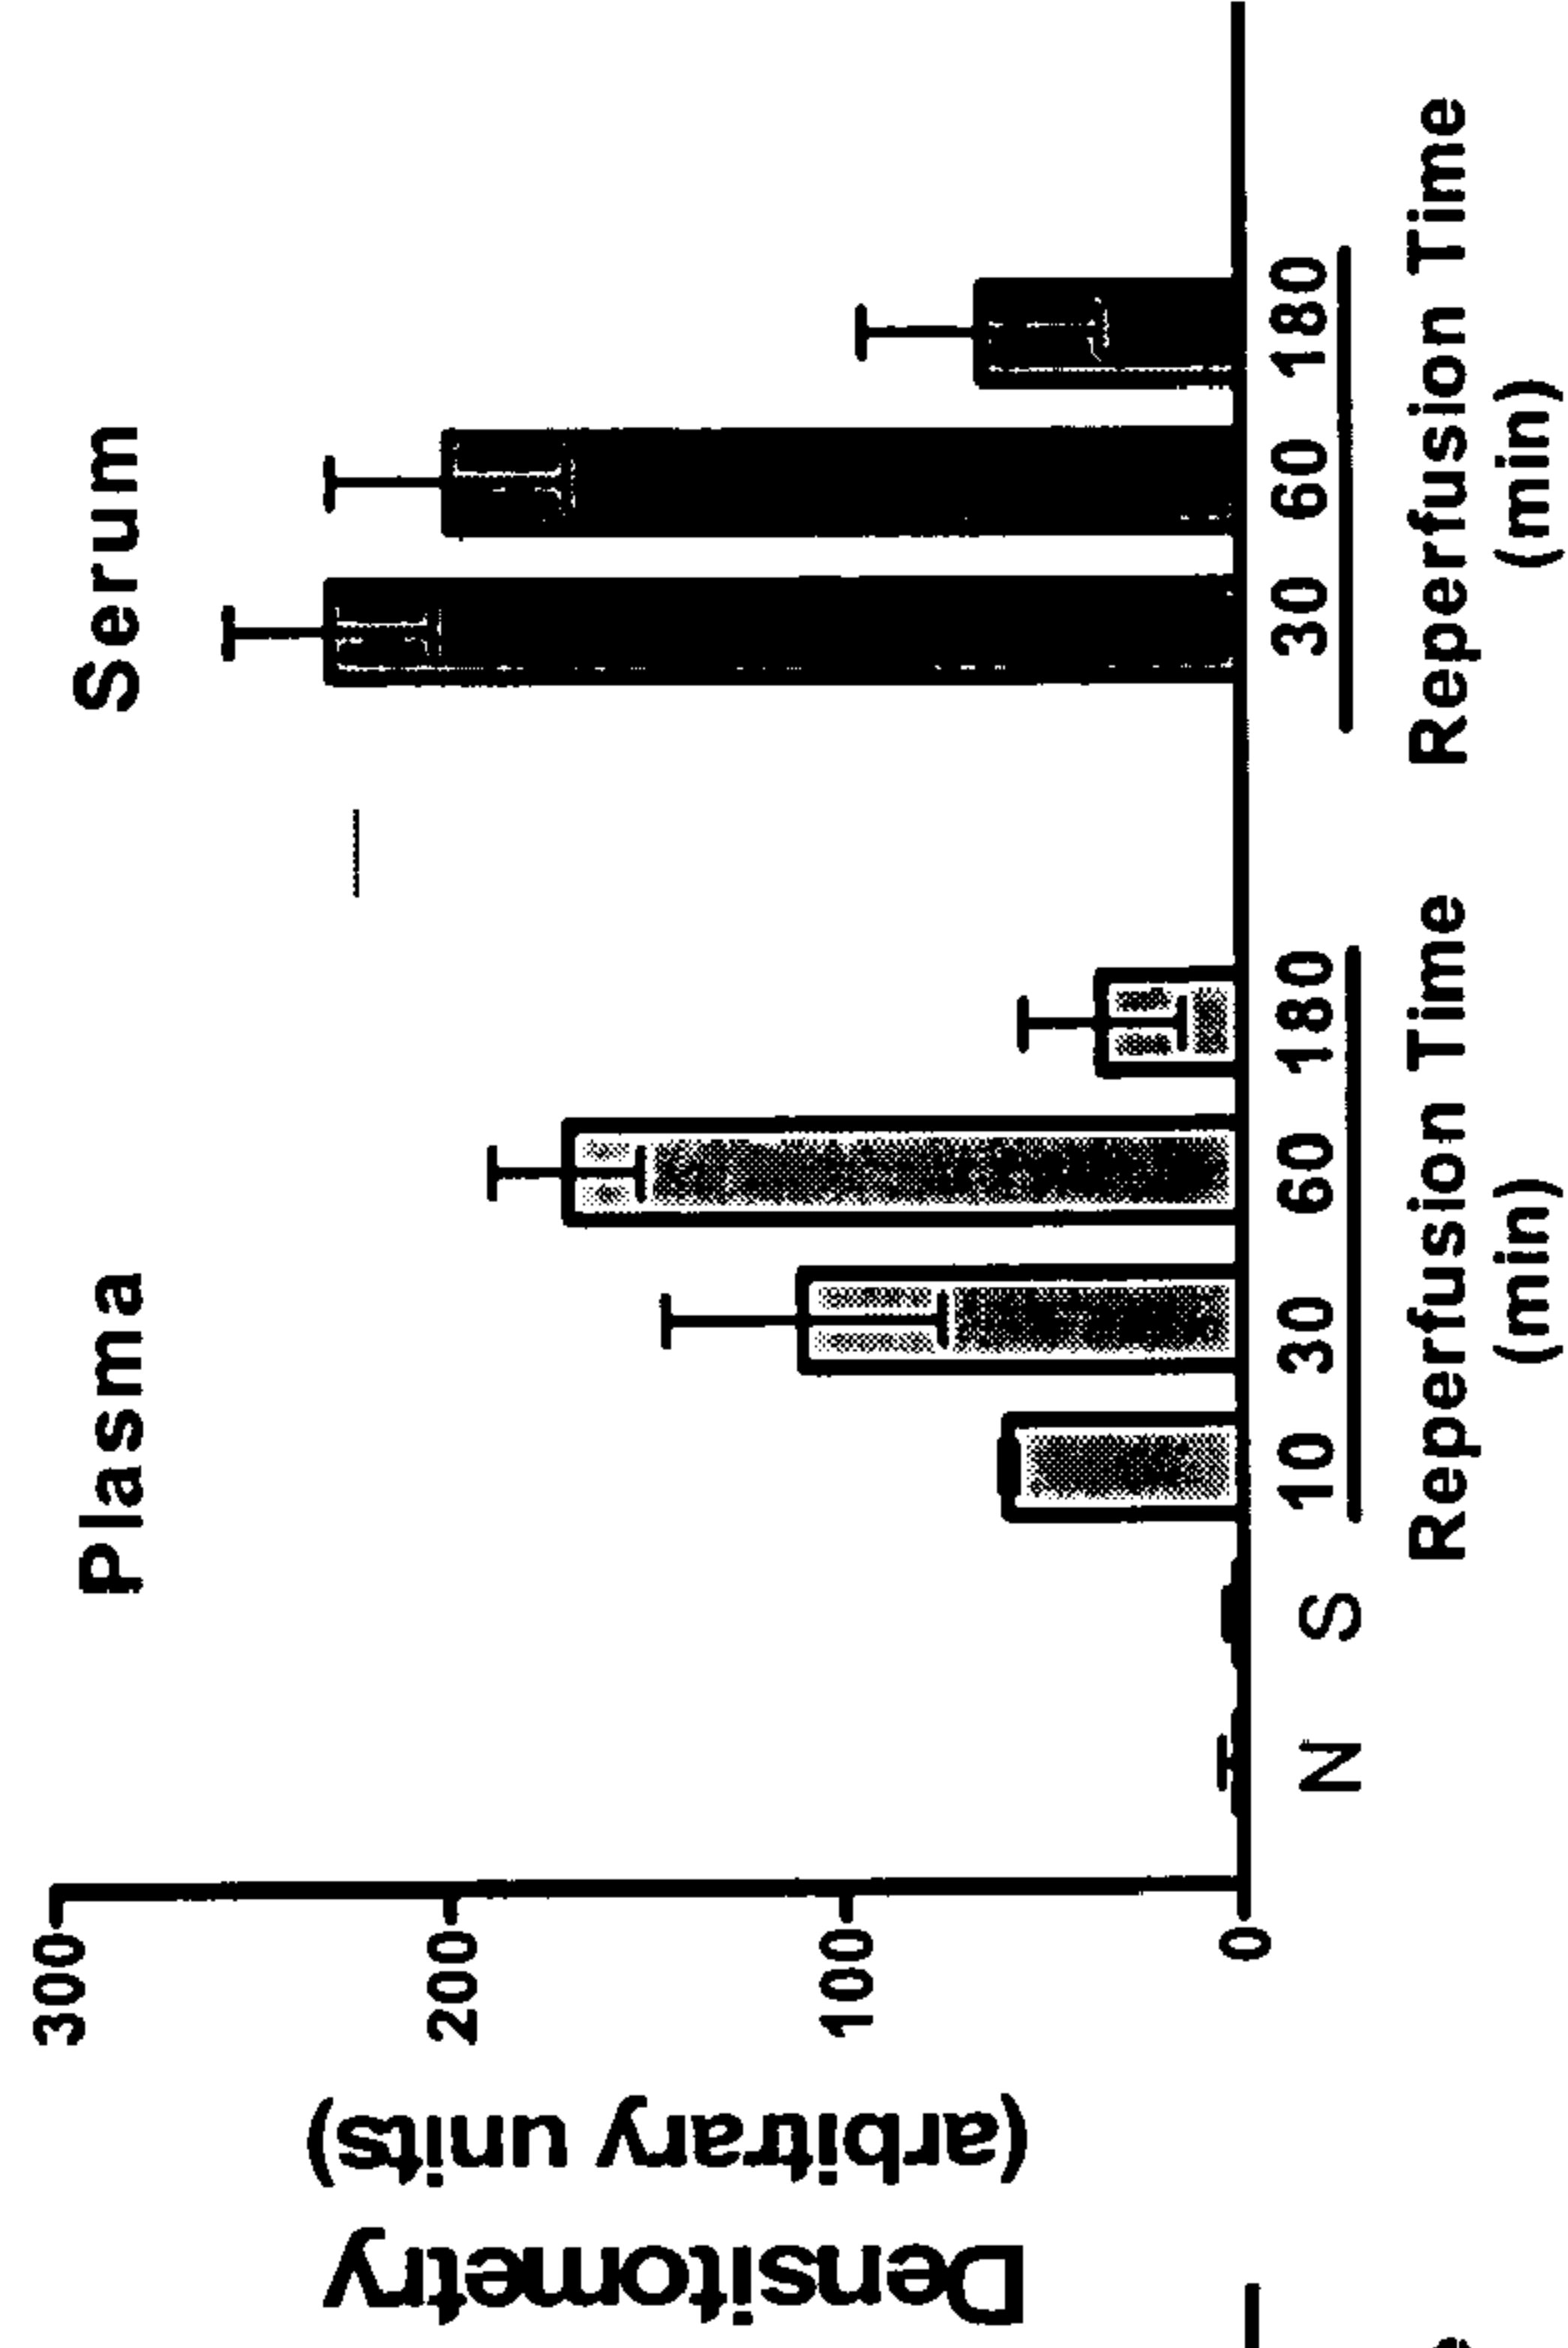 Plasma
Serum
Densitometry
(arbitrary units)
300
200
100
0
N S 10 30 60 180 30 60 180
Reperfusion Time
(min)
Reperfusion Time
(min)